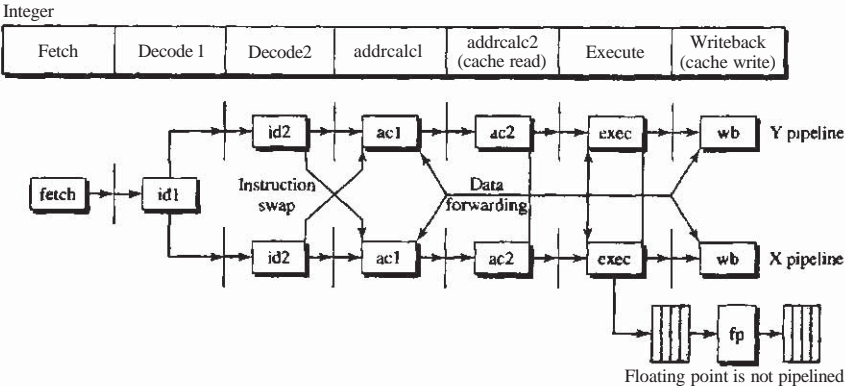 Integer
Fetch Decode 1 Decode2 addrcalcl addrcalc2 Execute Writeback
(cache read) (cache write)
id2 ac1 ac2 exec wb Y pipeline
fetch id1 Instruction swap Data forwarding
id2 ac1 ac2 exec wb X pipeline
fp
Floating point is not pipelined